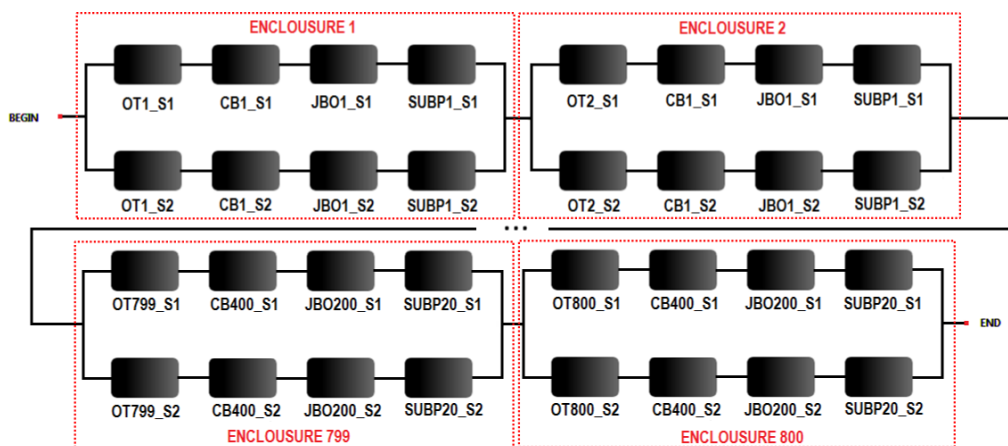 ENCLOUSURE 1 ENCLOUSURE 2
OT1_S1 CB1_S1 JBO1_S1 SUBP1_S1 OT2_S1 CB1_S1 JBO1_S1 SUBP1_S1
BEGIN
OT1_S2 CB1_S2 JBO1_S2 SUBP1_S2 OT2_S2 CB1_S2 JBO1_S2 SUBP1_S2
...
OT799_S1 CB400_S1 JBO200_S1 SUBP20_S1 OT800_S1 CB400_S1 JBO200_S1 SUBP20_S1
END
OT799_S2 CB400_S2 JBO200_S2 SUBP20_S2 OT800_S2 CB400_S2 JBO200_S2 SUBP20_S2
ENCLOUSURE 799 ENCLOUSURE 800